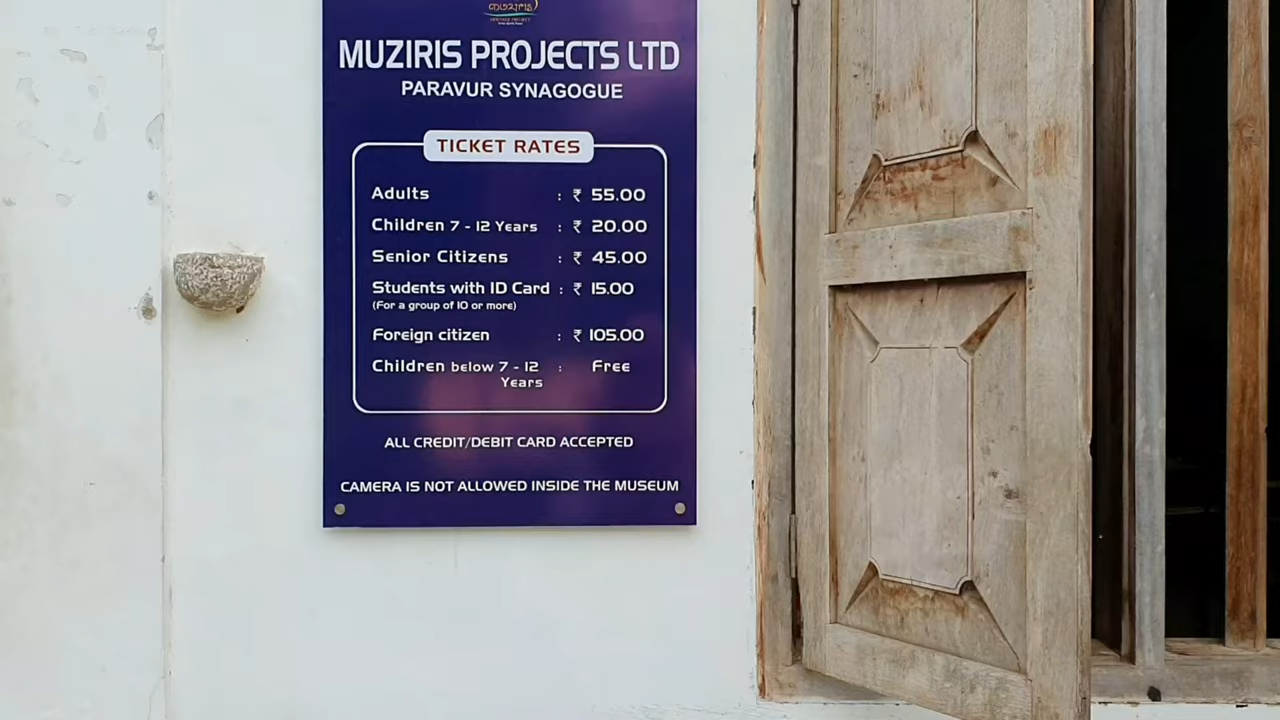 MUZIRIS PROJECTS LTD
PARAVUR SYNAGOGUE
TICKET RATES
Adults : ₹ 55.00
Children 7 - 12 Years : ₹ 20.00
Senior Citizens : ₹ 45.00
Students with ID Card : ₹ 15.00
(For a group of 10 or more)
Foreign citizen : ₹ 105.00
Children below 7 - 12 : Free
Years
ALL CREDIT/DEBIT CARD ACCEPTED
CAMERA IS NOT ALLOWED INSIDE THE MUSEUM